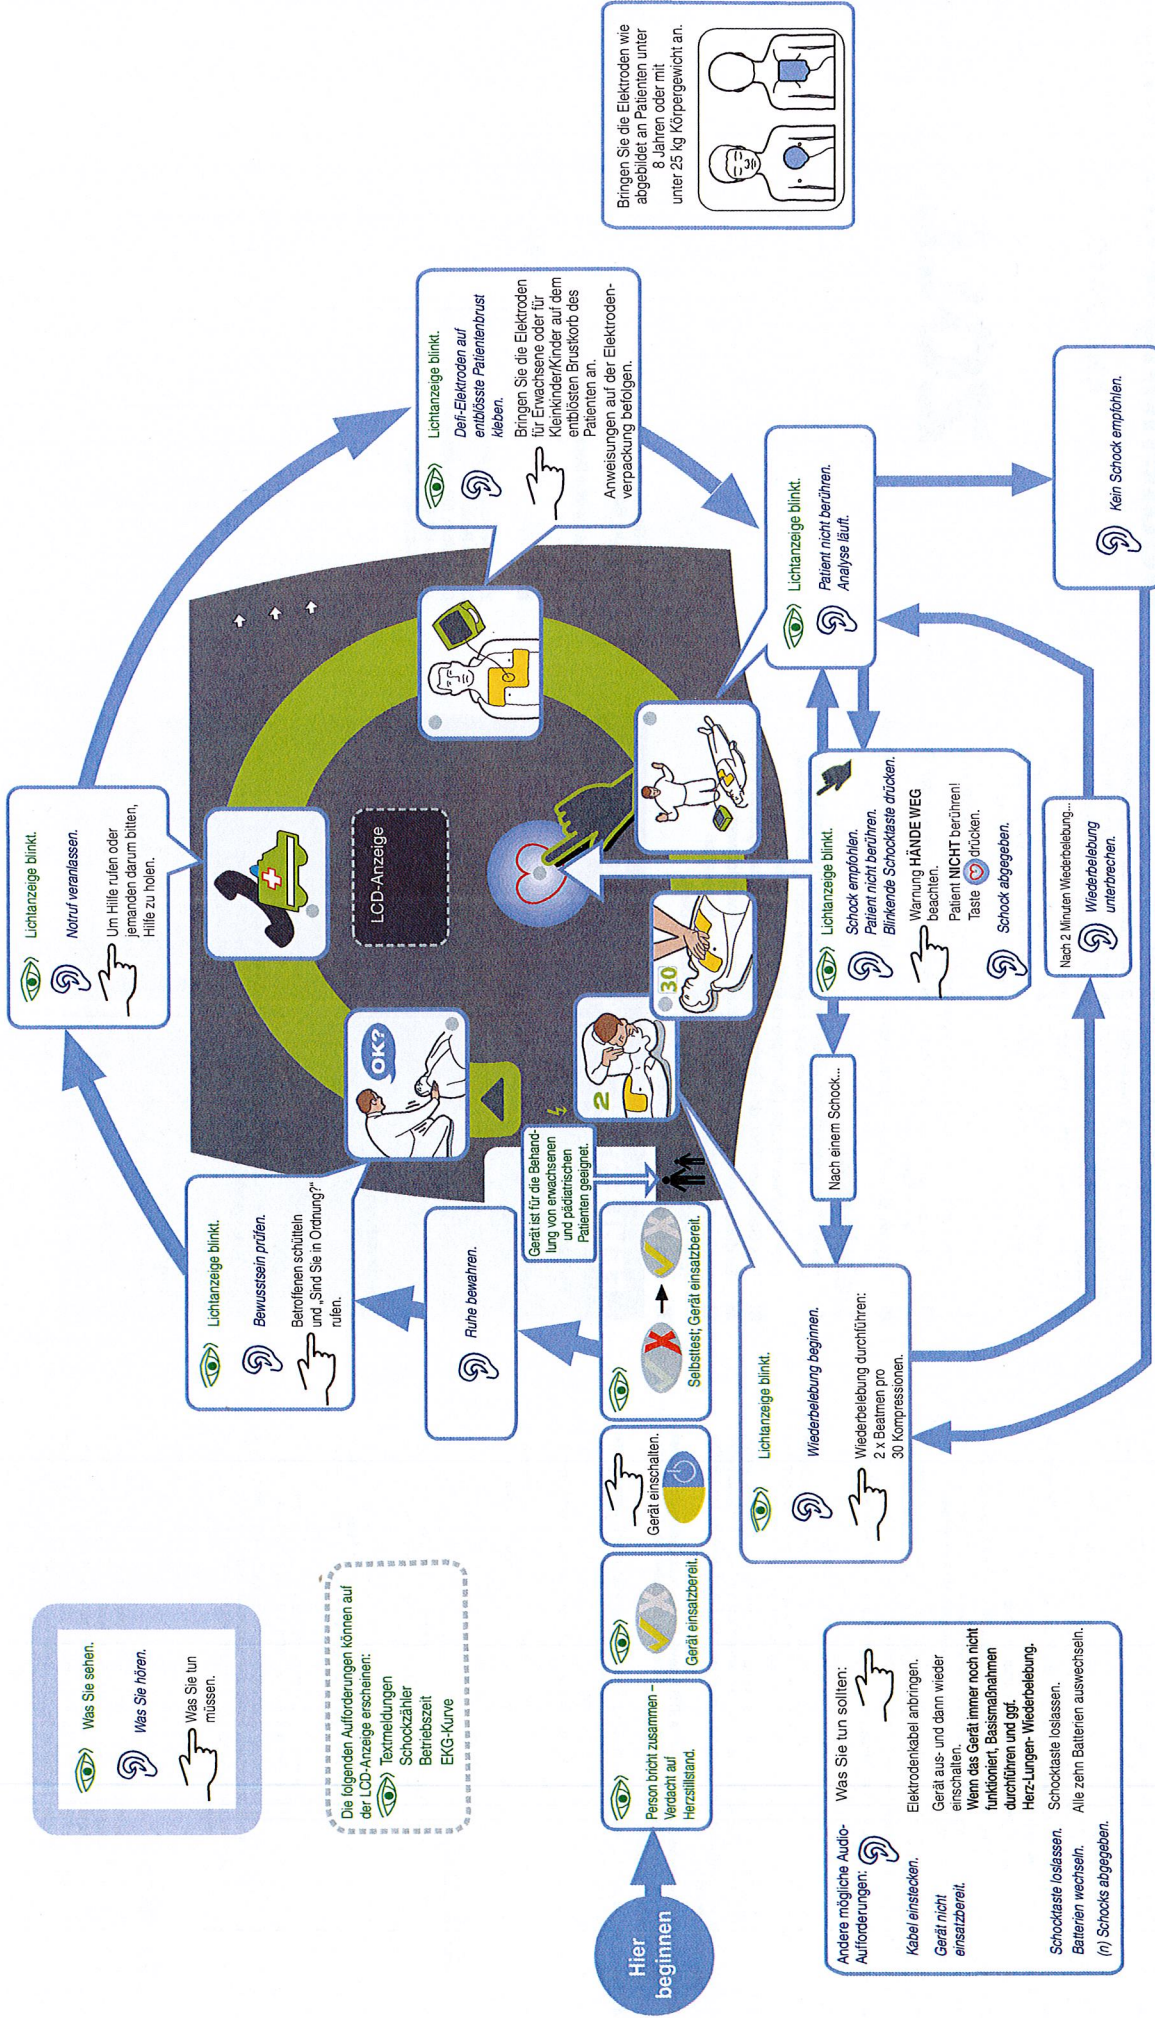 Was Sie sehen.
Was Sie hören.
Was Sie tun
müssen.
Die folgenden Aufforderungen können auf
der LCD-Anzeige erscheinen:
Textmeldungen
Schockzähler
Betriebszeit
EKG-Kurve
Hier
beginnen
Person bricht zusammen –
Verdacht auf
Herzstillstand.
Gerät einsatzbereit.
Gerät einschalten.
Selbsttest; Gerät einsatzbereit.
Gerät ist für die Behand-
lung von erwachsenen
und pädiatrischen
Patienten geeignet.
Ruhe bewahren.
Lichtanzeige blinkt.
Bewusstsein prüfen.
Betroffenen schütteln
und „Sind Sie in Ordnung?"
rufen.
OK?
Lichtanzeige blinkt.
Notruf veranlassen.
Um Hilfe rufen oder
jemanden darum bitten,
Hilfe zu holen.
LCD-Anzeige
Lichtanzeige blinkt.
Defi-Elektroden auf
entblösste Patientenbrust
kleben.
Bringen Sie die Elektroden
für Erwachsene oder für
Kleinkinder/Kinder auf dem
entblösten Brustkorb des
Patienten an.
Anweisungen auf der Elektroden-
verpackung befolgen.
Bringen Sie die Elektroden wie
abgebildet an Patienten unter
8 Jahren oder mit
unter 25 kg Körpergewicht an.
Lichtanzeige blinkt.
Patient nicht berühren.
Analyse läuft.
Kein Schock empfohlen.
Lichtanzeige blinkt.
Schock empfohlen.
Patient nicht berühren.
Blinkende Schocktaste drücken.
Warnung HÄNDE WEG
beachten.
Patient NICHT berühren!
Taste drücken.
Schock abgegeben.
Nach einem Schock...
2
30
Lichtanzeige blinkt.
Wiederbelebung beginnen.
Wiederbelebung durchführen:
2 x Beatmen pro
30 Kompressionen.
Nach 2 Minuten Wiederbelebung...
Wiederbelebung
unterbrechen.
Andere mögliche Audio-
Aufforderungen:
Was Sie tun sollten:
Kabel einstecken.
Elektrodenkabel anbringen.
Gerät nicht
einsatzbereit.
Gerät aus- und dann wieder
einschalten.
Wenn das Gerät immer noch nicht
funktioniert, Basismaßnahmen
durchführen und ggf.
Herz-Lungen- Wiederbelebung.
Schocktaste loslassen.
Schocktaste loslassen.
Batterien wechseln.
Alle zehn Batterien auswechseln.
(n) Schocks abgegeben.